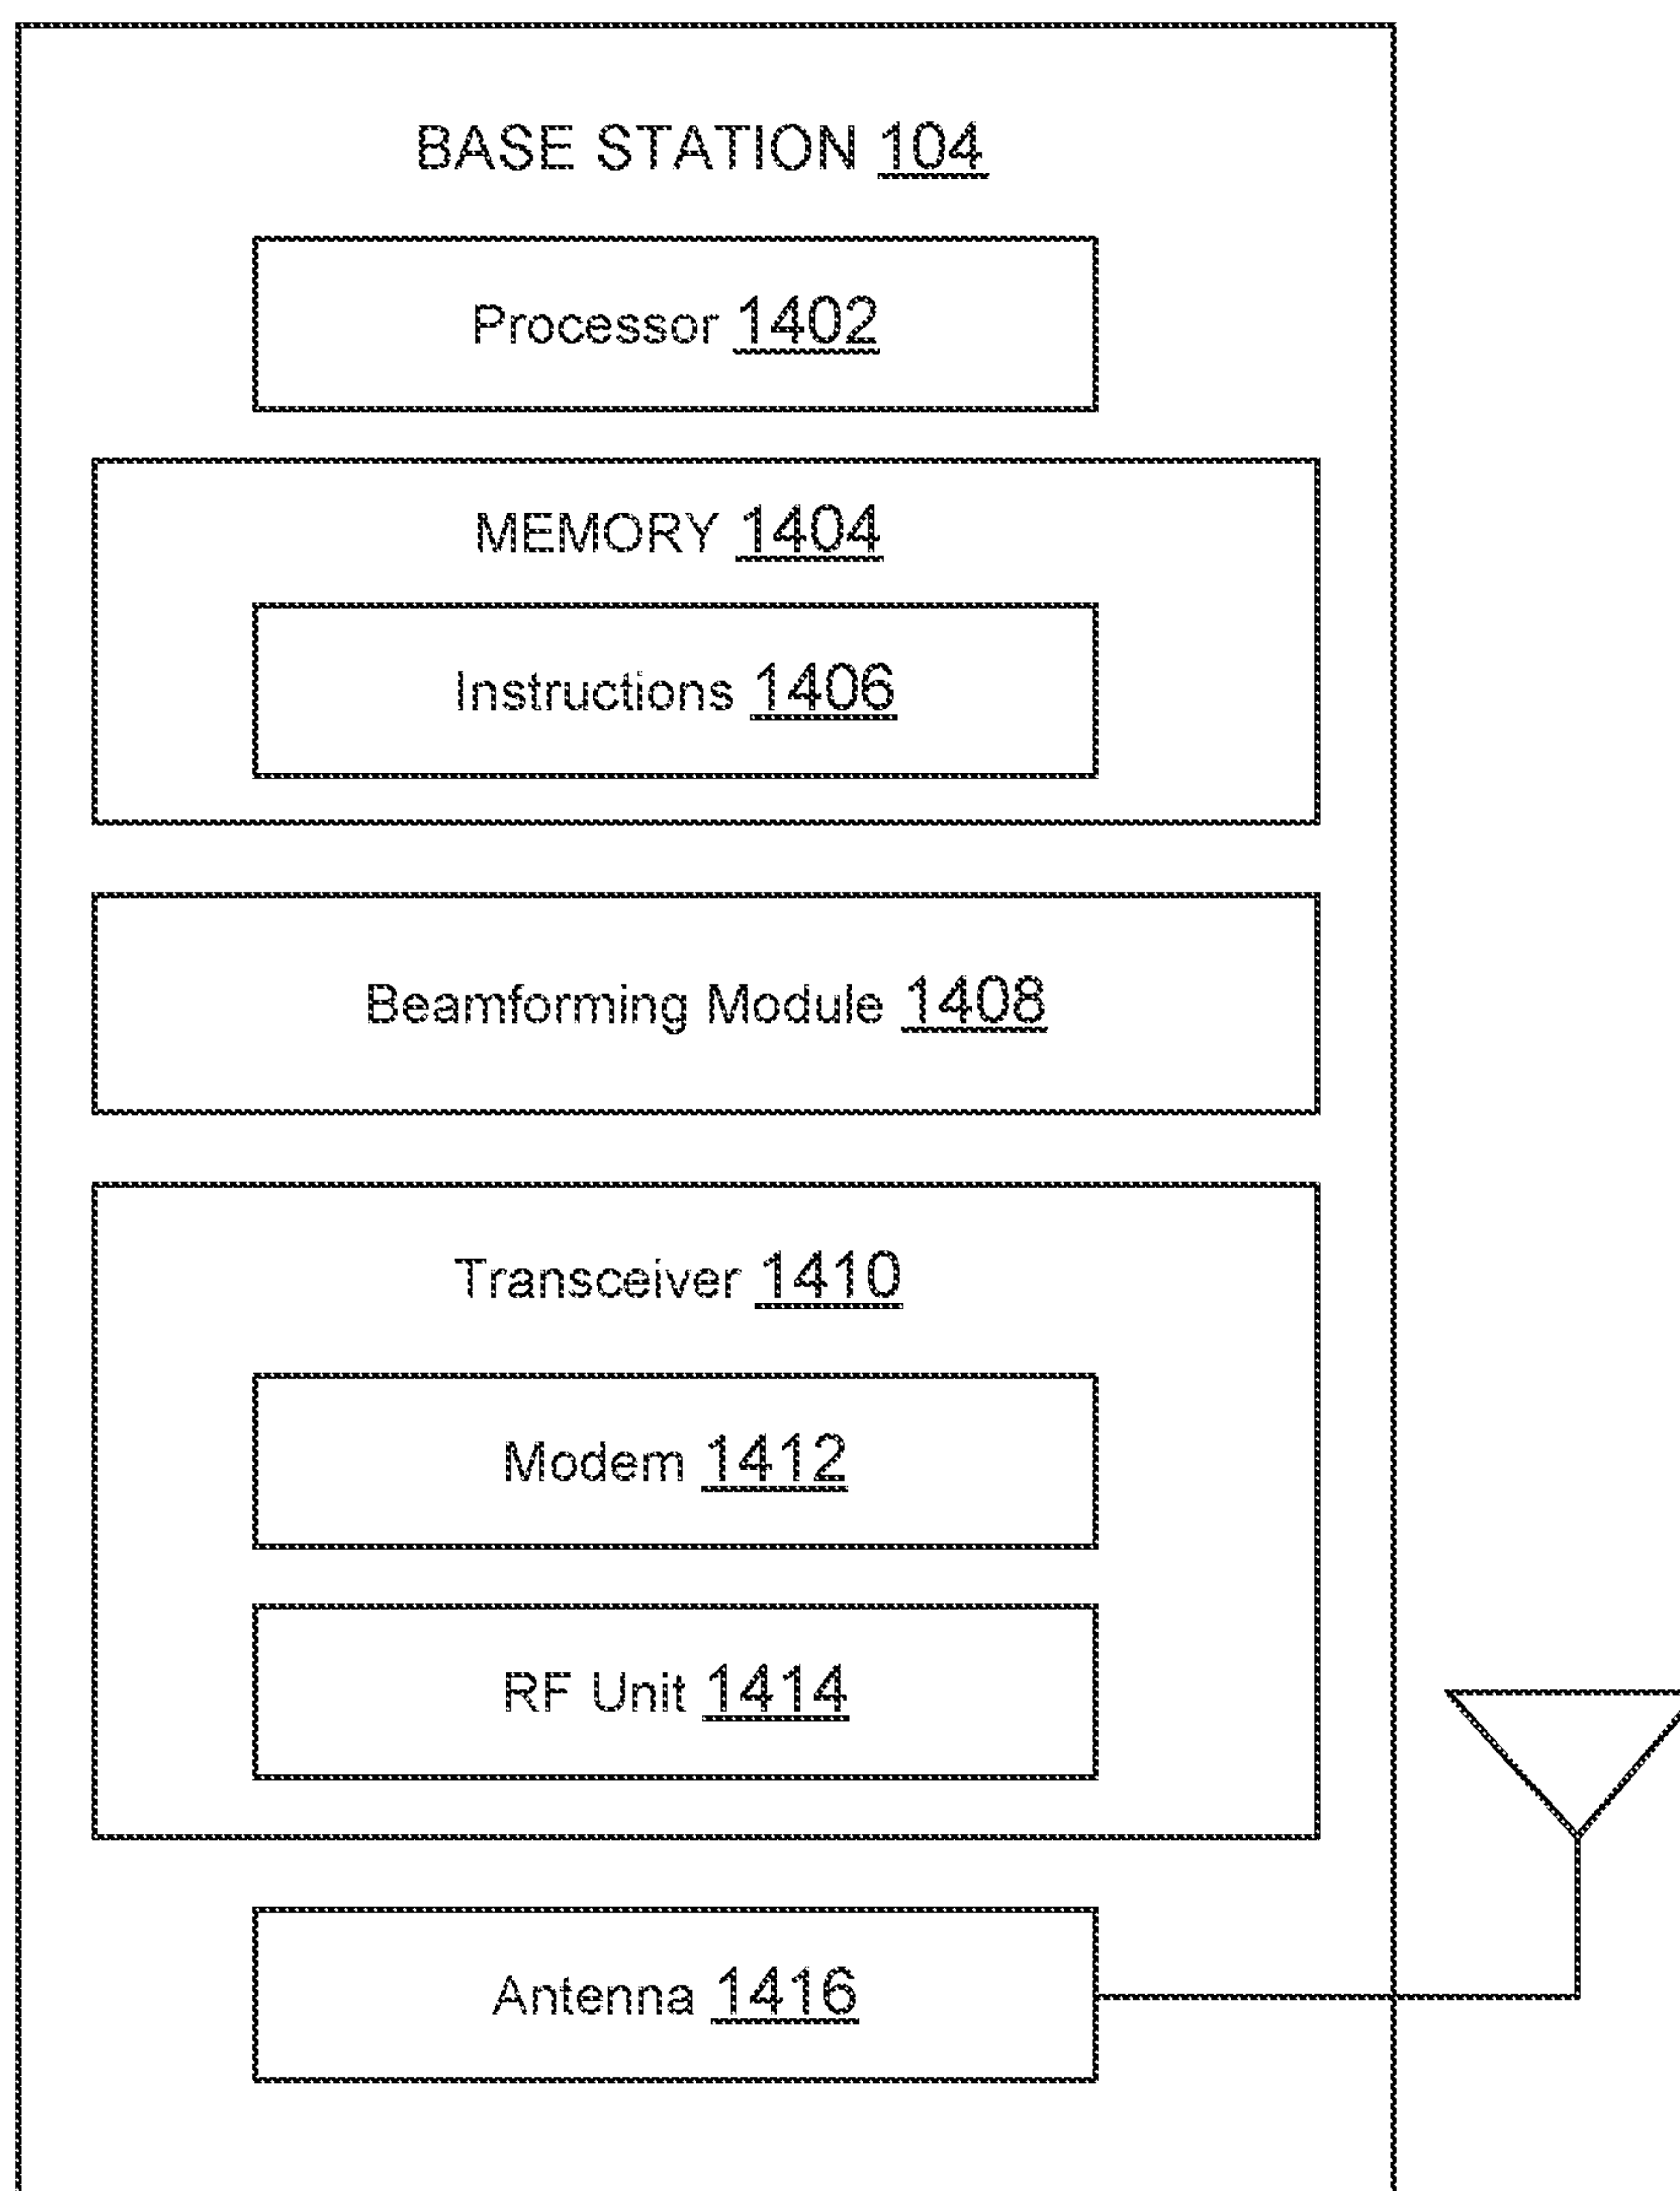 BASE STATION 104
Processor 1402
MEMORY 1404
Instructions 1406
Beamforming Module 1408
Transceiver 1410
Modem 1412
RF Unit 1414
Antenna 1416